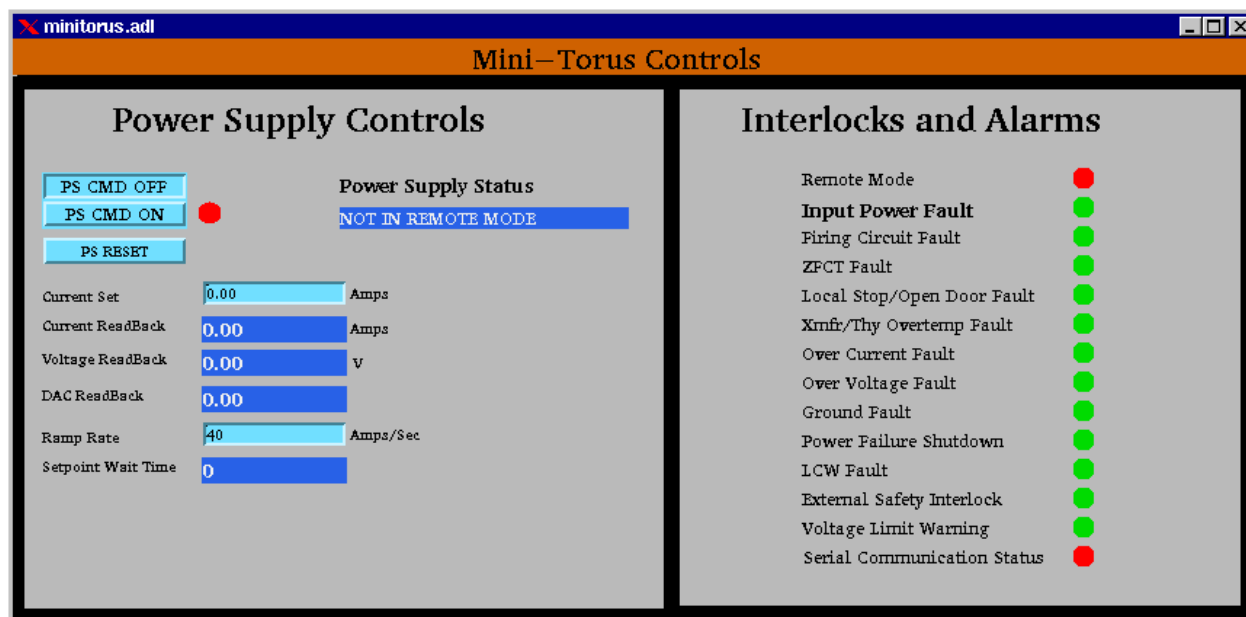 minitorus.adl
Mini-Torus Controls
Power Supply Controls
PS CMD OFF
PS CMD ON
PS RESET
Power Supply Status
NOT IN REMOTE MODE
Current Set 0.00 Amps
Current ReadBack 0.00 Amps
Voltage ReadBack 0.00 V
DAC ReadBack 0.00
Ramp Rate 40 Amps/Sec
Setpoint Wait Time 0
Interlocks and Alarms
Remote Mode
Input Power Fault
Firing Circuit Fault
ZFCT Fault
Local Stop/Open Door Fault
Xmfr/Thy Overtemp Fault
Over Current Fault
Over Voltage Fault
Ground Fault
Power Failure Shutdown
LCW Fault
External Safety Interlock
Voltage Limit Warning
Serial Communication Status